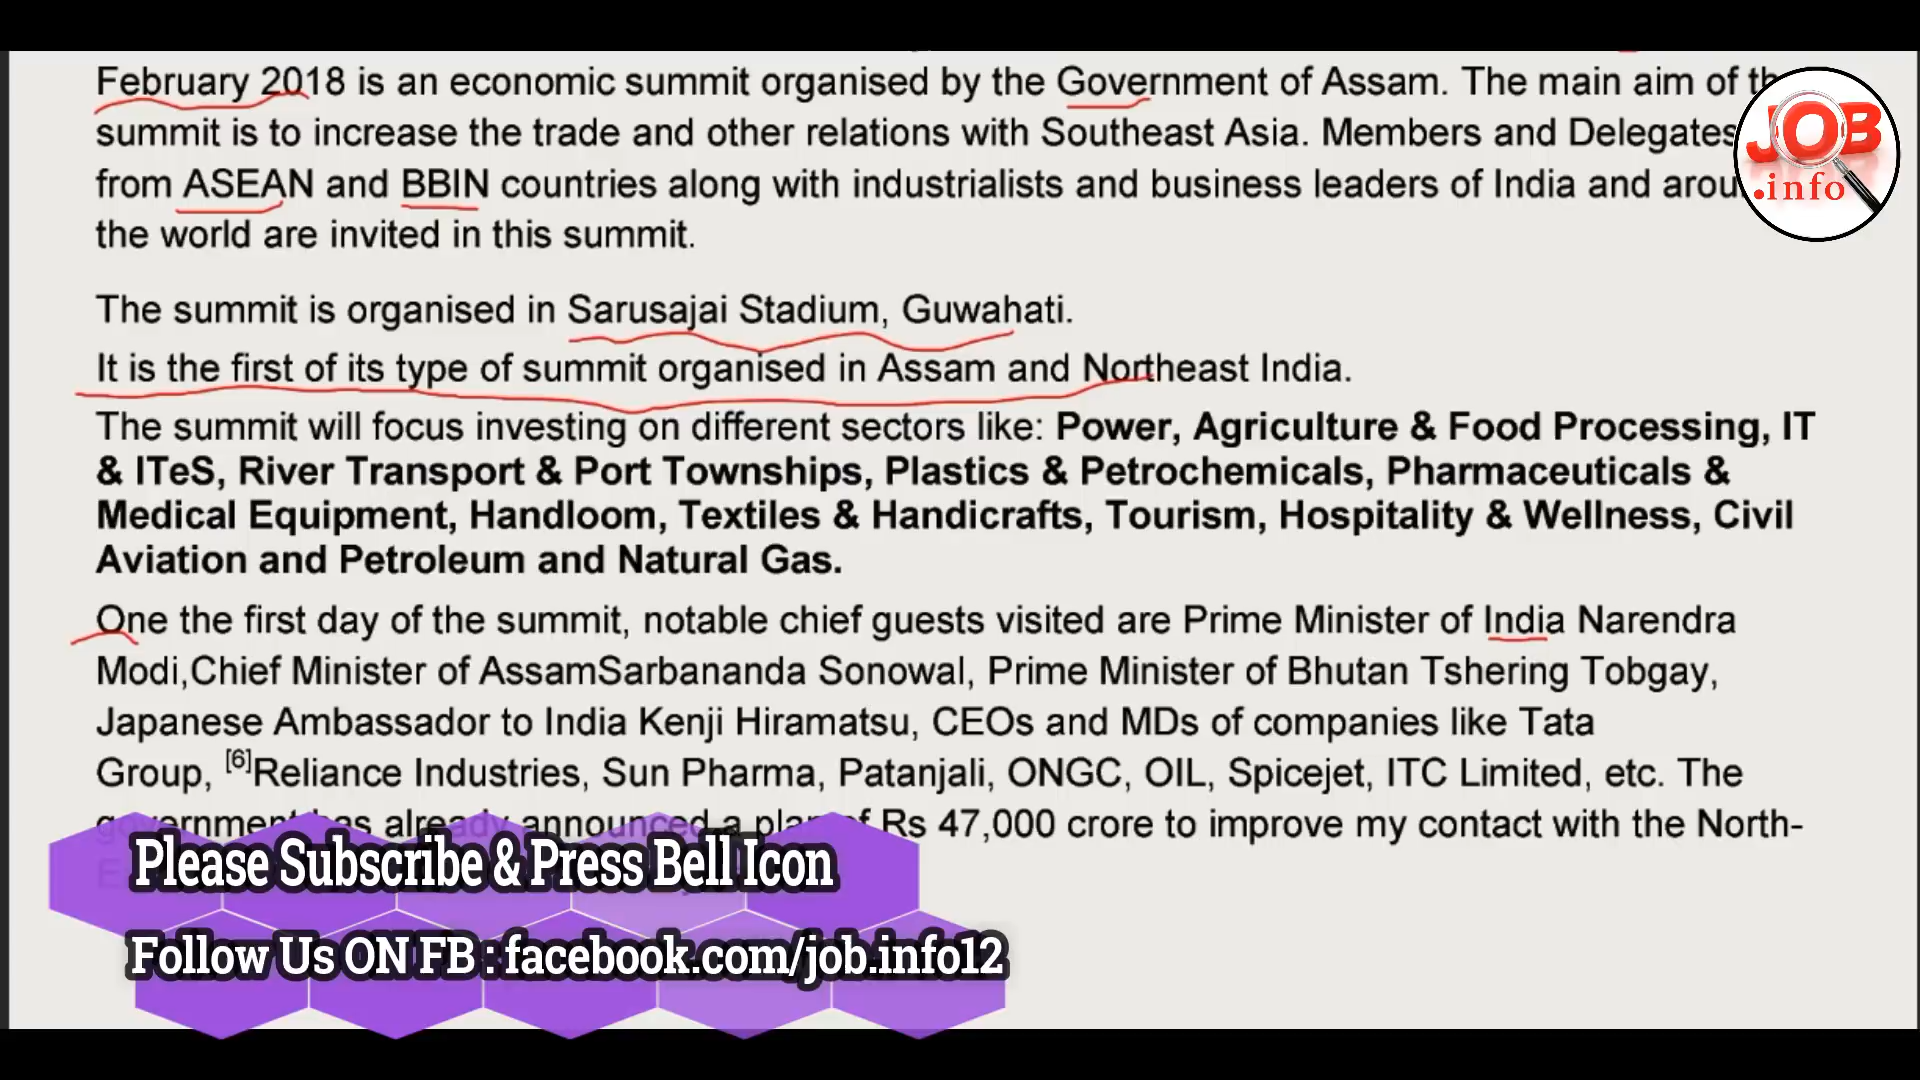 February 2018 is an economic summit organised by the Government of Assam. The main aim of
summit is to increase the trade and other relations with Southeast Asia. Members and Delegates
from ASEAN and BBIN countries along with industrialists and business leaders of India and
the world are invited in this summit.
The summit is organised in Sarusajai Stadium, Guwahati.
It is the first of its type of summit organised in Assam and Northeast India.
The summit will focus investing on different sectors like: Power, Agriculture & Food Processing, IT
& ITeS, River Transport & Port Townships, Plastics & Petrochemicals, Pharmaceuticals &
Medical Equipment, Handloom, Textiles & Handicrafts, Tourism, Hospitality & Wellness, Civil
Aviation and Petroleum and Natural Gas.
One the first day of the summit, notable chief guests visited are Prime Minister of India Narendra
Modi,Chief Minister of AssamSarbananda Sonowal, Prime Minister of Bhutan Tshering Tobgay,
Japanese Ambassador to India Kenji Hiramatsu, CEOs and MDs of companies like Tata
Group, [6]Reliance Industries, Sun Pharma, Patanjali, ONGC, OIL, Spicejet, ITC Limited, etc. The
government has already announced a plan of Rs 47,000 crore to improve my contact with the North-
Please Subscribe & Press Bell Icon
Follow Us ON FB : facebook.com/job.info12
JOB
.info